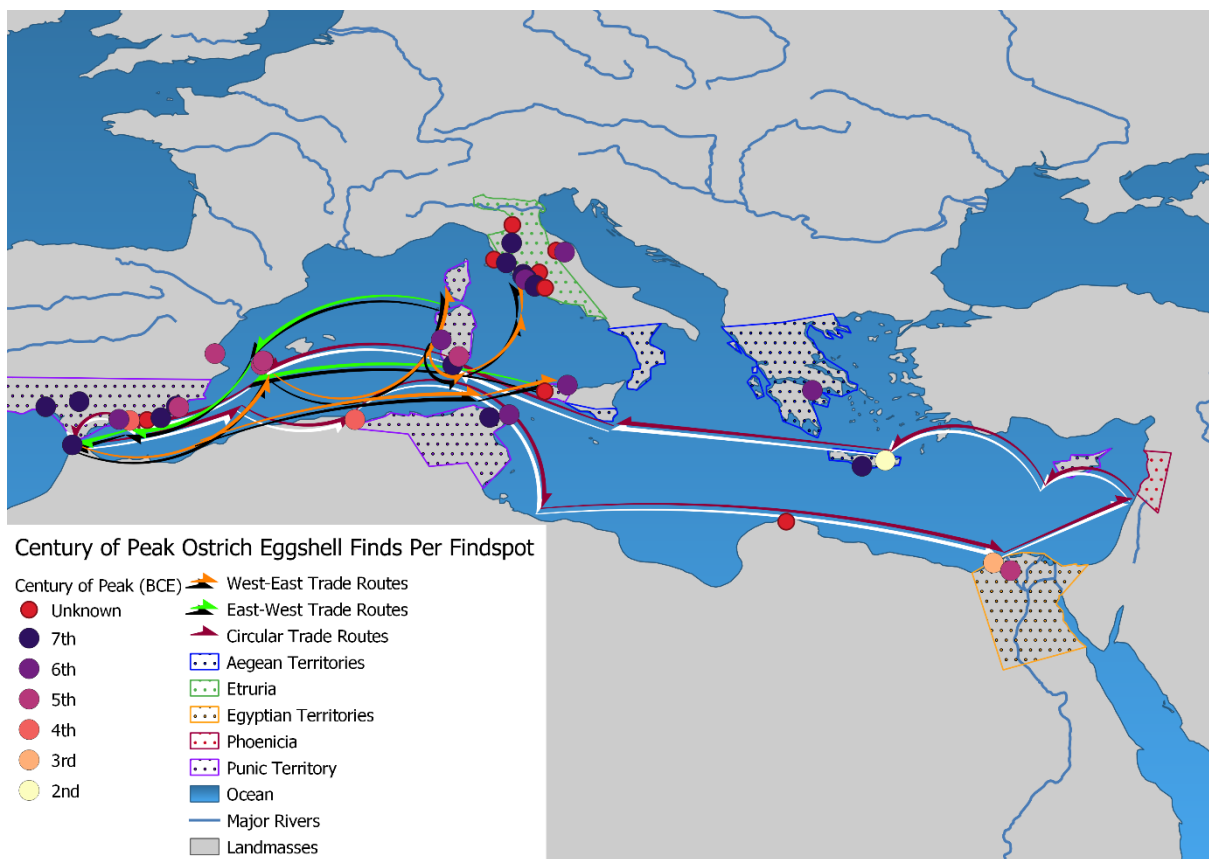 Century of Peak Ostrich Eggshell Finds Per Findspot
Century of Peak (BCE)
Unknown
7th
6th
5th
4th
3rd
2nd
West-East Trade Routes
East-West Trade Routes
Circular Trade Routes
Aegean Territories
Etruria
Egyptian Territories
Phoenicia
Punic Territory
Ocean
Major Rivers
Landmasses